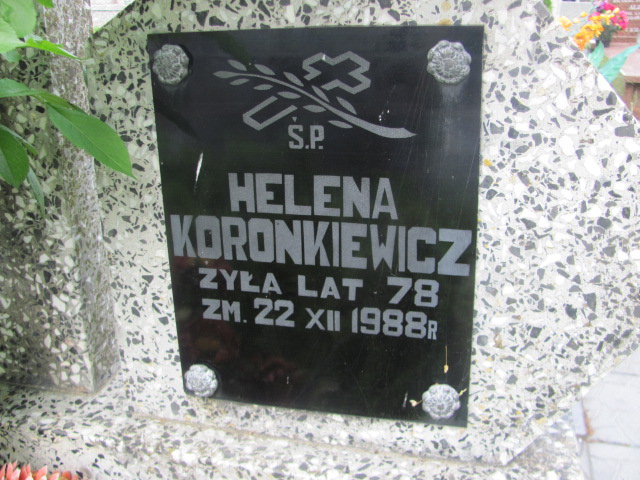 Ś.P.
HELENA
KORONKIEWICZ
ŻYŁA LAT 78
ZM. 22 XII 1988R